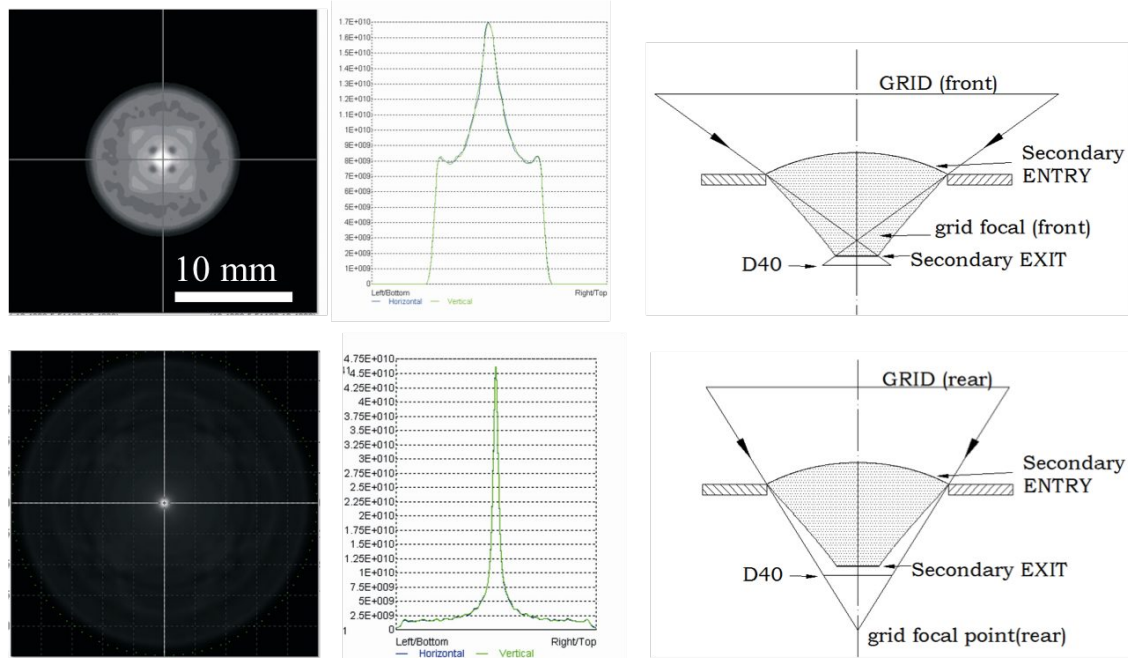 10 mm
1.7E+010
1.6E+010
1.5E+010
1.4E+010
1.3E+010
1.2E+010
1.1E+010
1E+010
9E+009
8E+009
7E+009
6E+009
5E+009
4E+009
3E+009
2E+009
1E+009
0
Left/Bottom Right/Top
Horizontal Vertical
GRID (front)
Secondary
ENTRY
grid focal (front)
D40
Secondary EXIT
4.75E+010
4.5E+010
4.25E+010
4E+010
3.75E+010
3.5E+010
3.25E+010
3E+010
2.75E+010
2.5E+010
2.25E+010
2E+010
1.75E+010
1.5E+010
1.25E+010
1E+010
7.5E+009
5E+009
2.5E+009
0
Left/Bottom Right/Top
Horizontal Vertical
GRID (rear)
Secondary
ENTRY
D40
Secondary EXIT
grid focal point(rear)